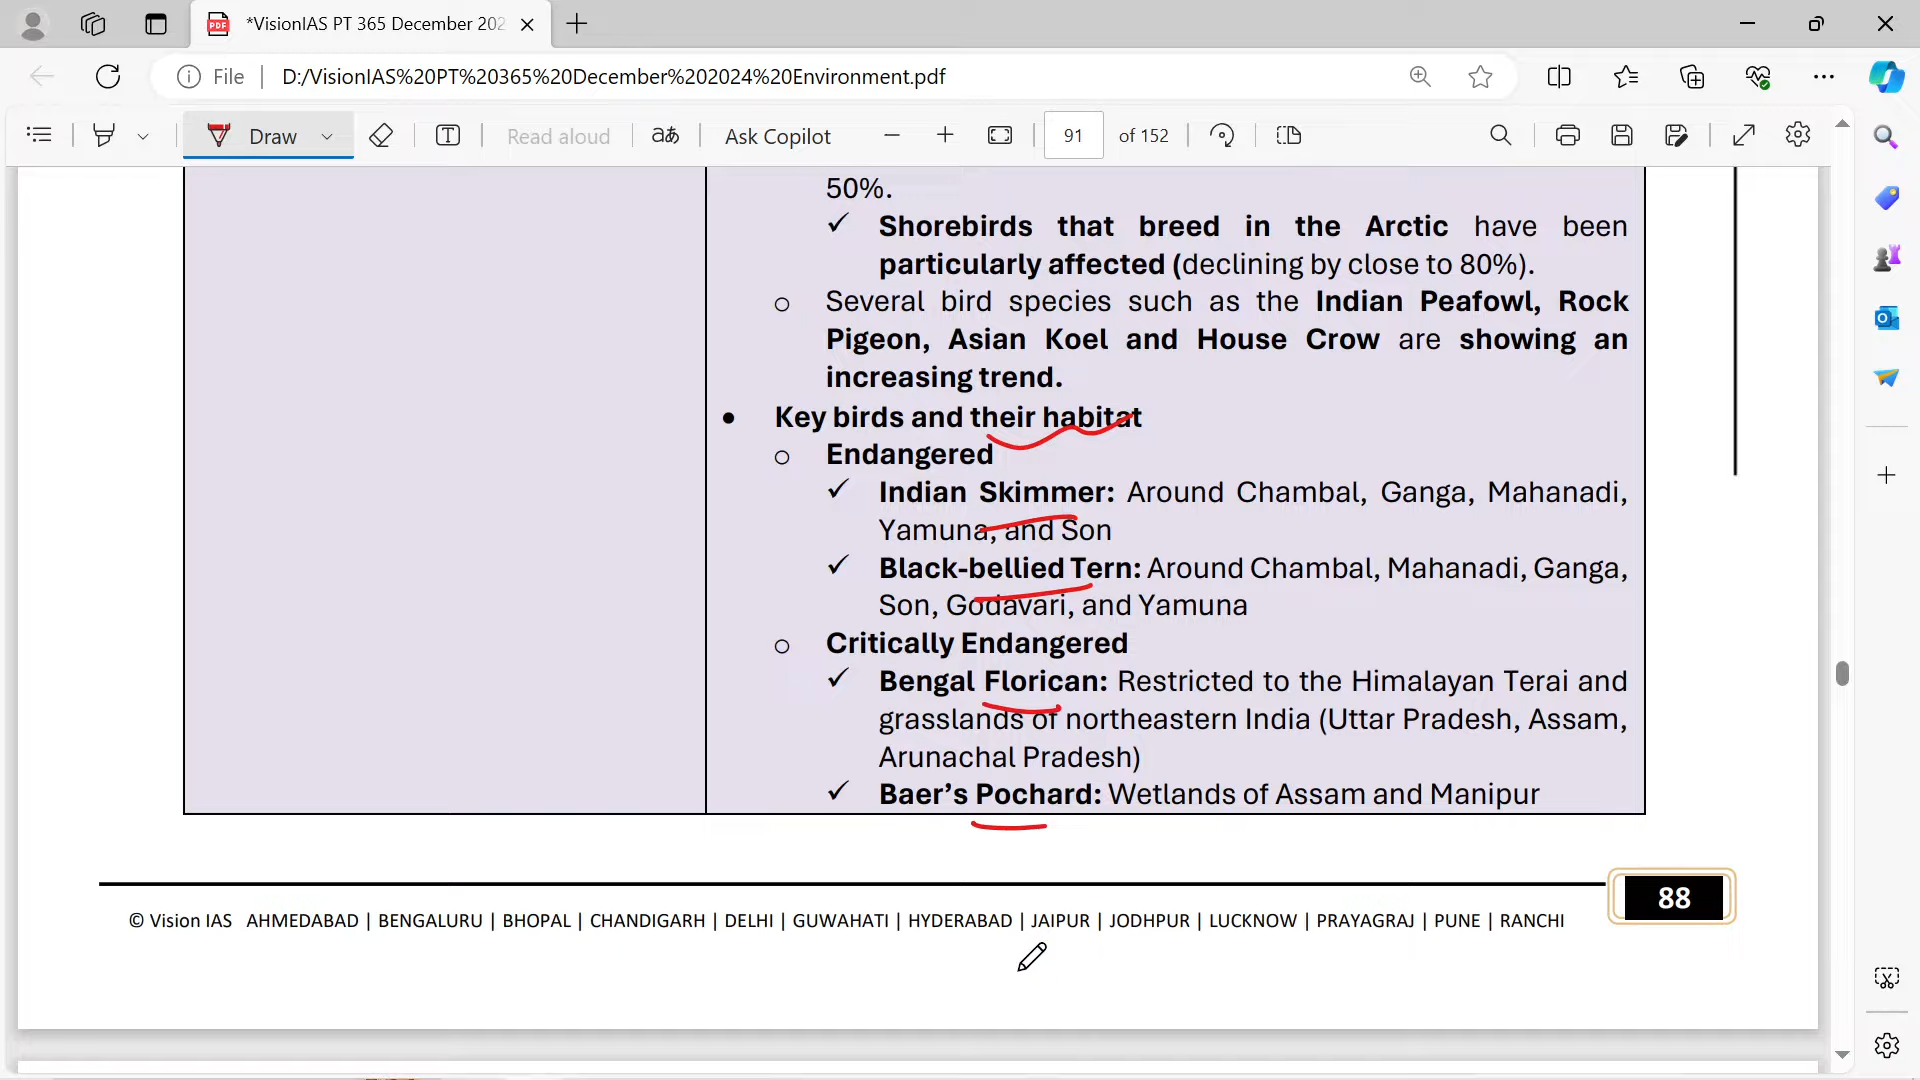 *VisionIAS PT 365 December 202
File
D:/VisionIAS%20PT%20365%20December%202024%20Environment.pdf
Draw
Read aloud
aあ
Ask Copilot
91
of 152
50%.
✓ Shorebirds that breed in the Arctic have been
particularly affected (declining by close to 80%).
o Several bird species such as the Indian Peafowl, Rock
Pigeon, Asian Koel and House Crow are showing an
increasing trend.
• Key birds and their habitat
o Endangered
✓ Indian Skimmer: Around Chambal, Ganga, Mahanadi,
Yamuna, and Son
✓ Black-bellied Tern: Around Chambal, Mahanadi, Ganga,
Son, Godavari, and Yamuna
o Critically Endangered
✓ Bengal Florican: Restricted to the Himalayan Terai and
grasslands of northeastern India (Uttar Pradesh, Assam,
Arunachal Pradesh)
✓ Baer’s Pochard: Wetlands of Assam and Manipur
88
© Vision IAS AHMEDABAD | BENGALURU | BHOPAL | CHANDIGARH | DELHI | GUWAHATI | HYDERABAD | JAIPUR | JODHPUR | LUCKNOW | PRAYAGRAJ | PUNE | RANCHI